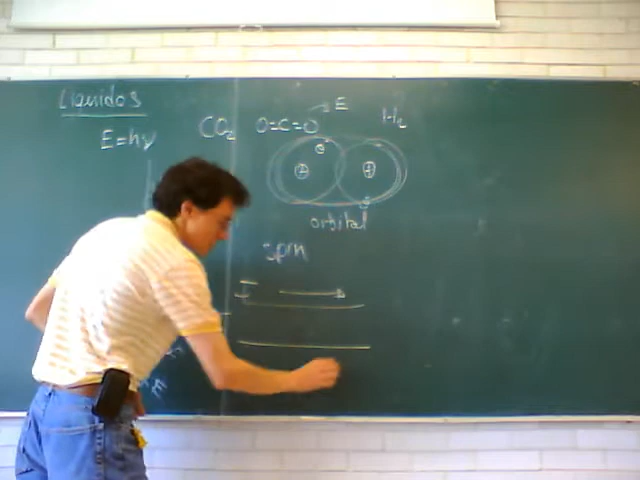 Líquidos
E=hν
CO₂ O=C=O → E H₂
e⁻
+ +
e⁻
orbital
spin
I →